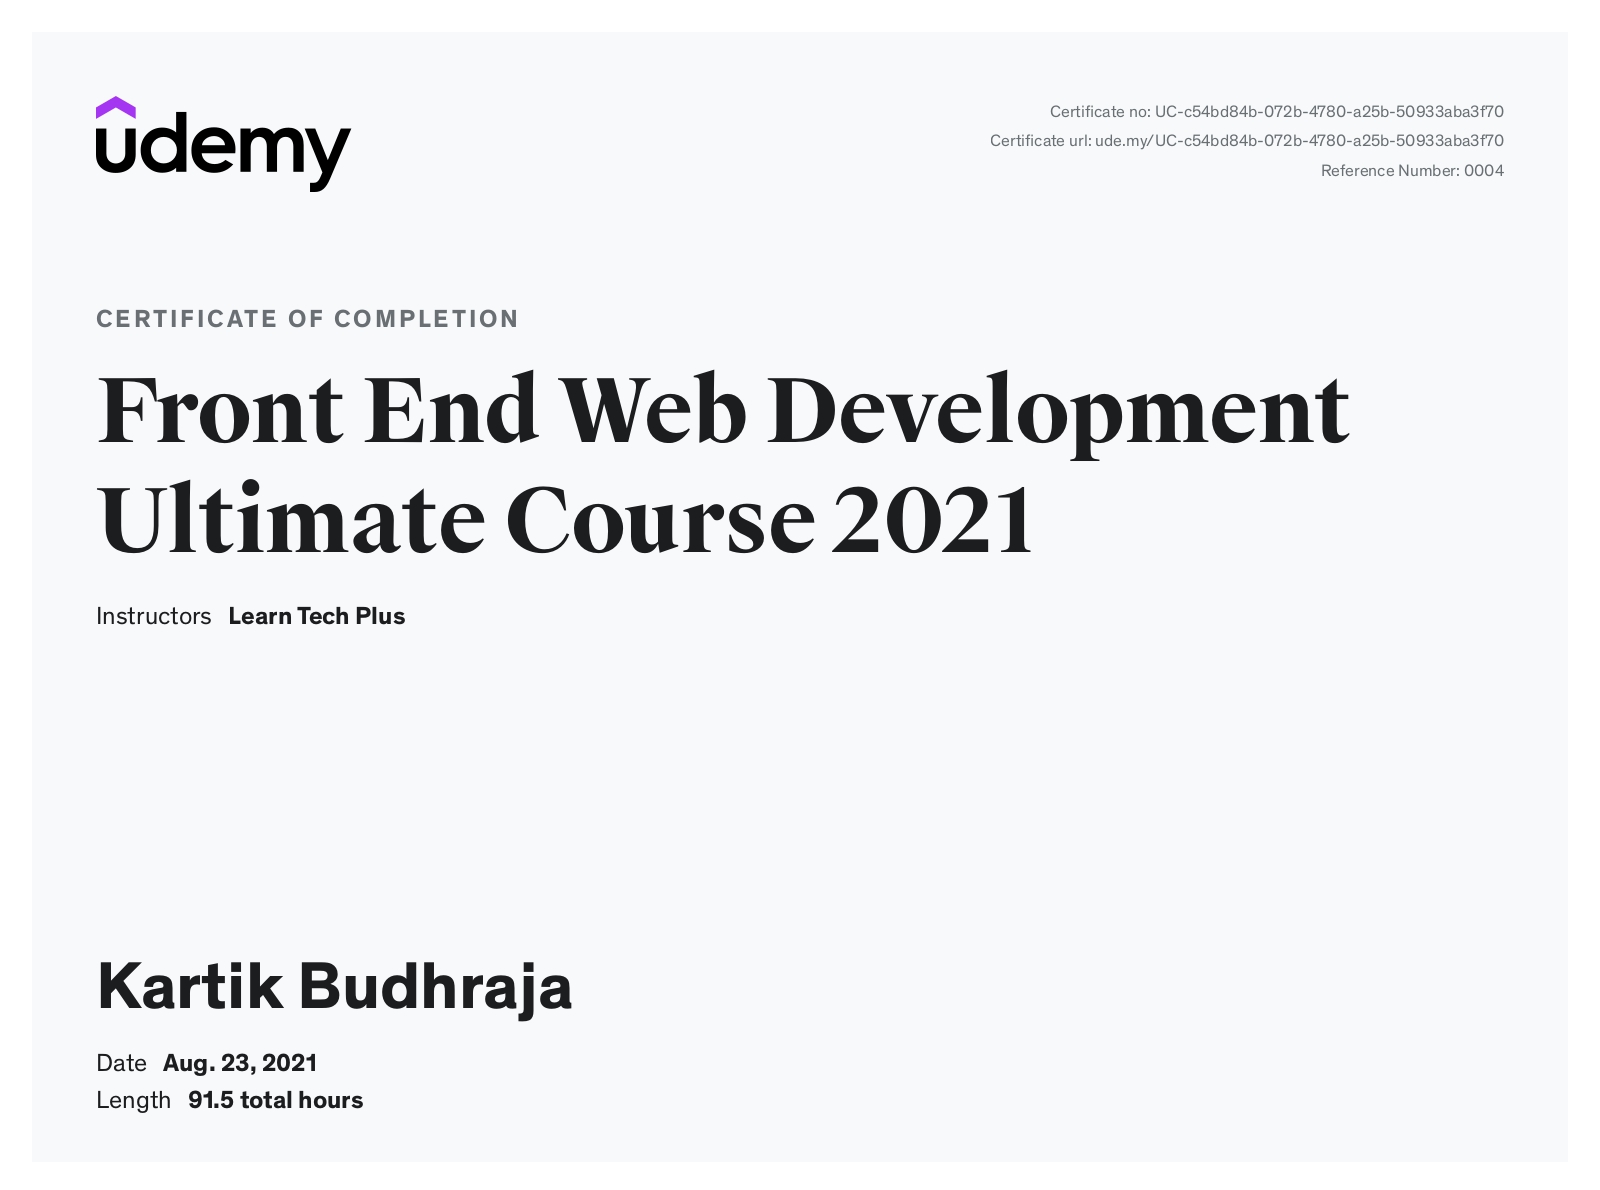 udemy
Certificate no: UC-c54bd84b-072b-4780-a25b-50933aba3f70
Certificate url: ude.my/UC-c54bd84b-072b-4780-a25b-50933aba3f70
Reference Number: 0004
CERTIFICATE OF COMPLETION
Front End Web Development
Ultimate Course 2021
Instructors Learn Tech Plus
Kartik Budhraja
Date Aug. 23, 2021
Length 91.5 total hours